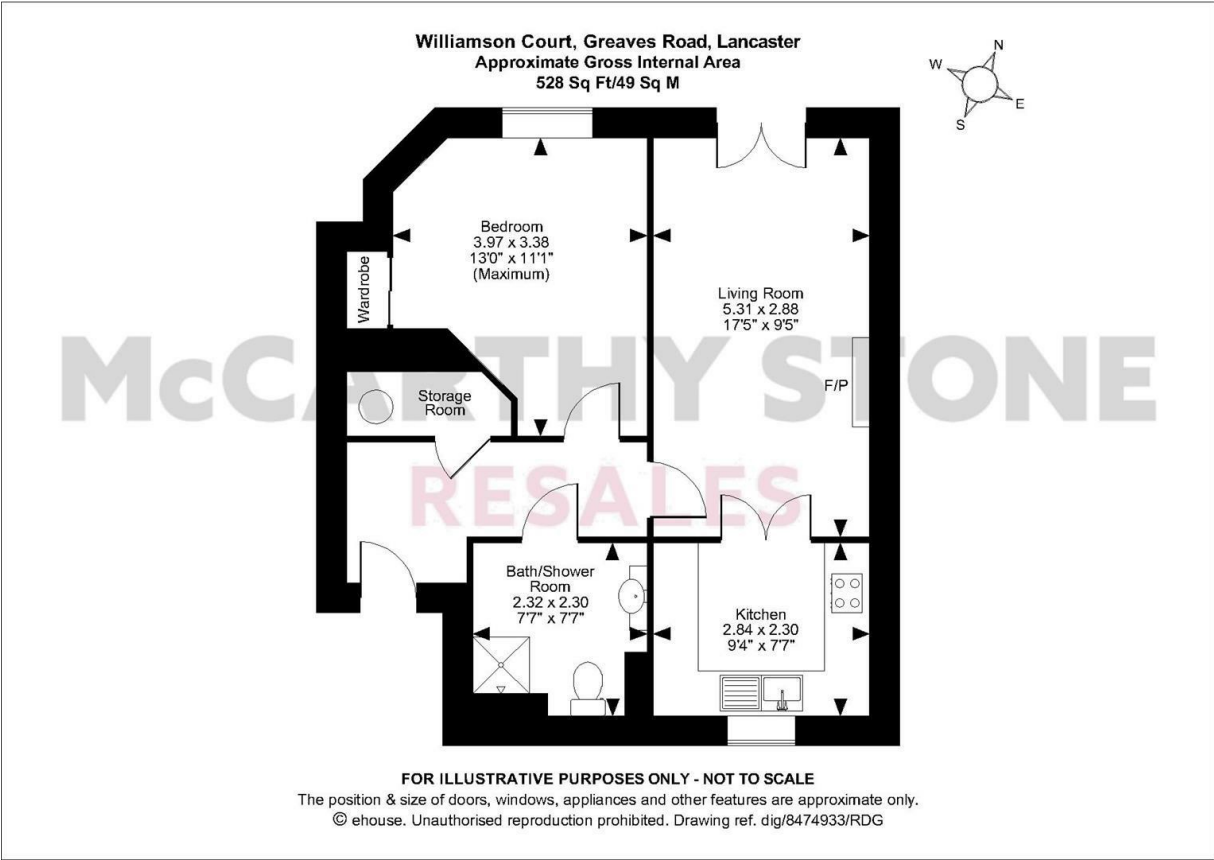 Williamson Court, Greaves Road, Lancaster
Approximate Gross Internal Area
528 Sq Ft/49 Sq M
N
W
E
S
Bedroom
3.97 x 3.38
13'0" x 11'1"
(Maximum)
Wardrobe
Living Room
5.31 x 2.88
17'5" x 9'5"
McCARTHY STONE
RESALES
F/P
Storage
Room
Bath/Shower
Room
2.32 x 2.30
7'7" x 7'7"
Kitchen
2.84 x 2.30
9'4" x 7'7"
FOR ILLUSTRATIVE PURPOSES ONLY - NOT TO SCALE
The position & size of doors, windows, appliances and other features are approximate only.
© ehouse. Unauthorised reproduction prohibited. Drawing ref. dig/8474933/RDG